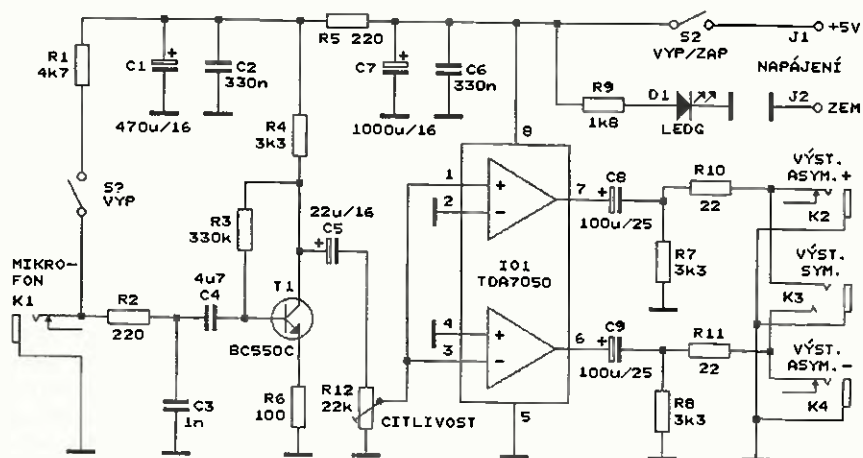 R1
4k7
C1
470u/16
C2
330n
R5 220
C7
1000u/16
C6
330n
S2
VYP/ZAP
J1
+5V
NAPÁJENÍ
J2
ZEM
R9
1k8
D1
LEDG
R4
3k3
S?
VYP
R3
330k
22u/16
C5
8
1
2
7
IO1
TDA7050
4
3
6
5
C8
100u/25
R10
22
R7
3k3
VÝST.
ASYM.+
K2
VÝST.
SYM.
K3
MIKRO-
FON
K1
R2
220
4u7
C4
T1
BC550C
C3
1n
R6
100
R12
22k
CITLIVOST
C9
100u/25
R11
22
R8
3k3
VÝST.
ASYM.-
K4